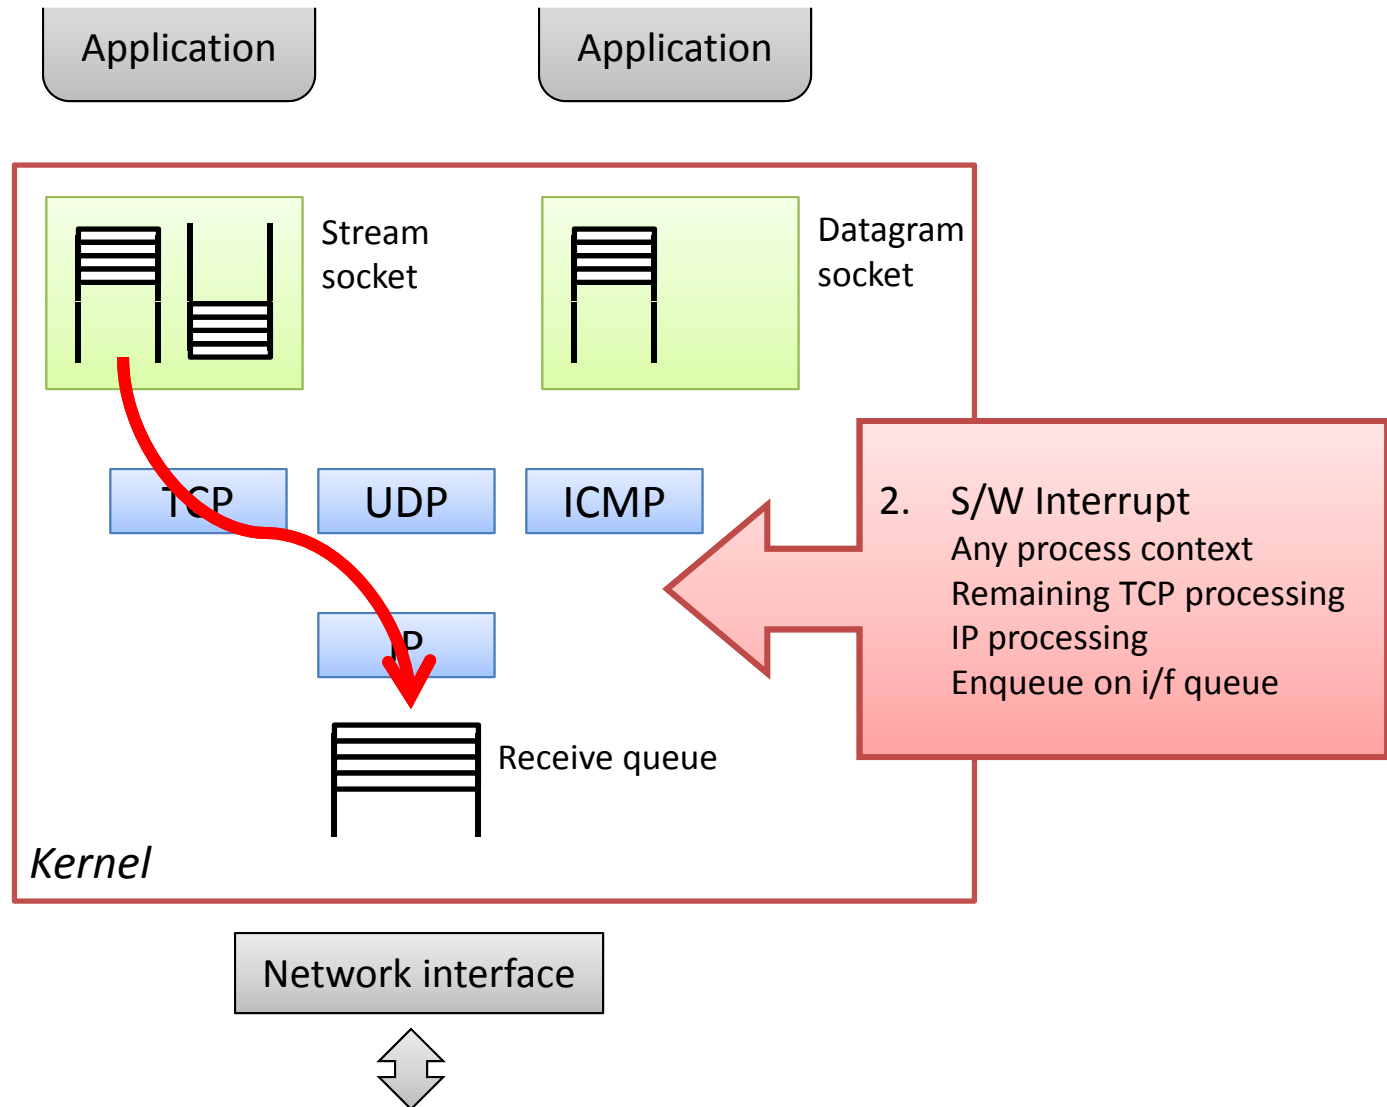 Application
Application
Stream
socket
Datagram
socket
TCP
UDP
ICMP
2. S/W Interrupt
Any process context
Remaining TCP processing
IP processing
Enqueue on i/f queue
IP
Receive queue
Kernel
Network interface